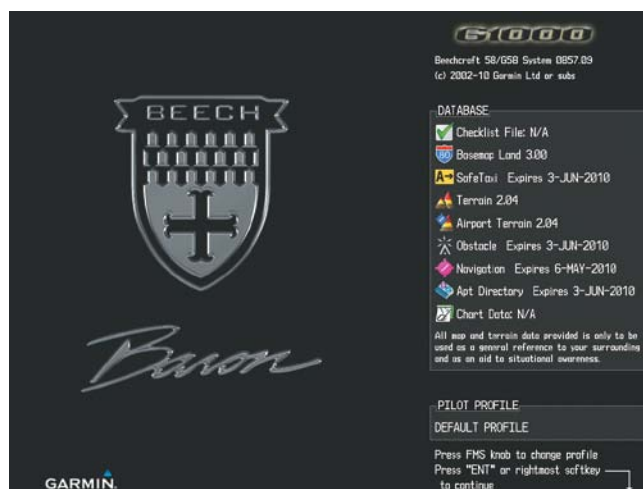 G1000
Beechcraft 58/G58 System 0857.09
(c) 2002-10 Garmin Ltd or subs
DATABASE
Checklist File: N/A
80 Basemap Land 3.00
A→ SafeTaxi Expires 3-JUN-2010
Terrain 2.04
Airport Terrain 2.04
Obstacle Expires 3-JUN-2010
Navigation Expires 6-MAY-2010
Apt Directory Expires 3-JUN-2010
Chart Data: N/A
All map and terrain data provided is only to be
used as a general reference to your surrounding
and as an aid to situational awareness.
PILOT PROFILE
DEFAULT PROFILE
Press FMS knob to change profile
Press "ENT" or rightmost softkey
to continue
BEECH
Baron
GARMIN.